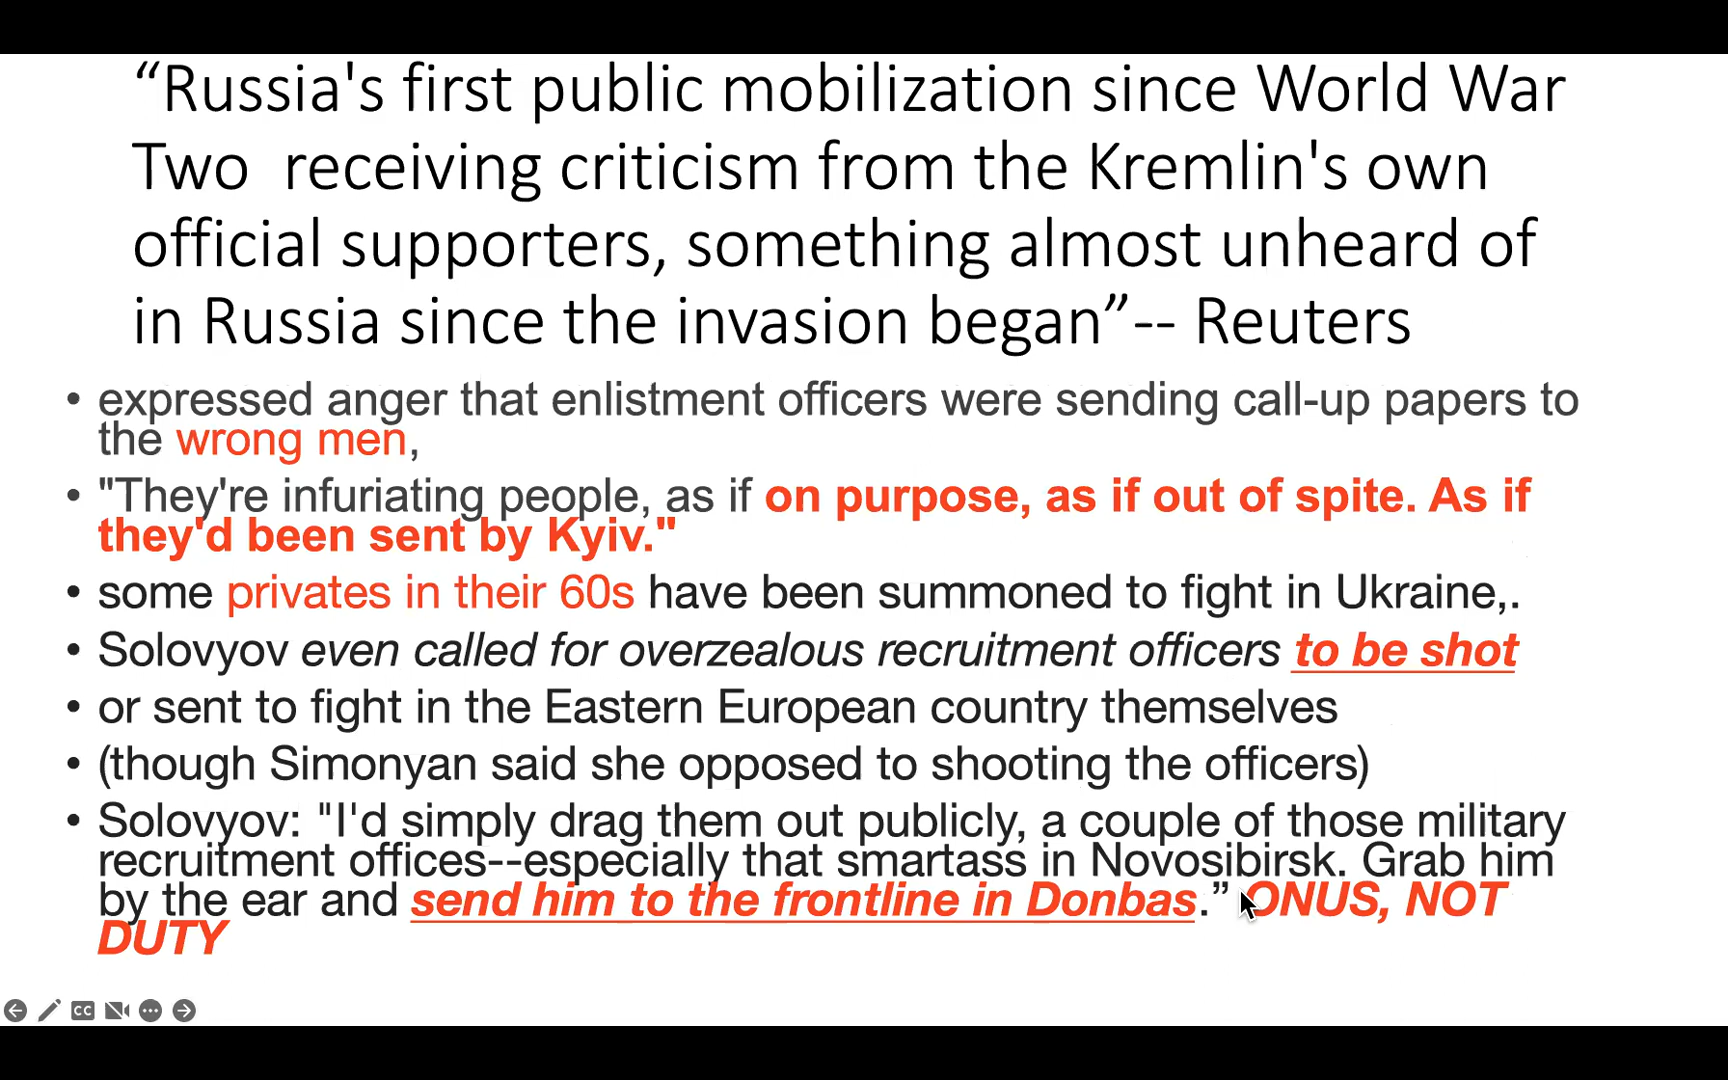 “Russia's first public mobilization since World War
Two receiving criticism from the Kremlin's own
official supporters, something almost unheard of
in Russia since the invasion began”-- Reuters
• expressed anger that enlistment officers were sending call-up papers to
the wrong men,
• "They're infuriating people, as if on purpose, as if out of spite. As if
they'd been sent by Kyiv."
• some privates in their 60s have been summoned to fight in Ukraine,.
• Solovyov even called for overzealous recruitment officers to be shot
• or sent to fight in the Eastern European country themselves
• (though Simonyan said she opposed to shooting the officers)
• Solovyov: "I'd simply drag them out publicly, a couple of those military
recruitment offices--especially that smartass in Novosibirsk. Grab him
by the ear and send him to the frontline in Donbas.” ONUS, NOT
DUTY
CC